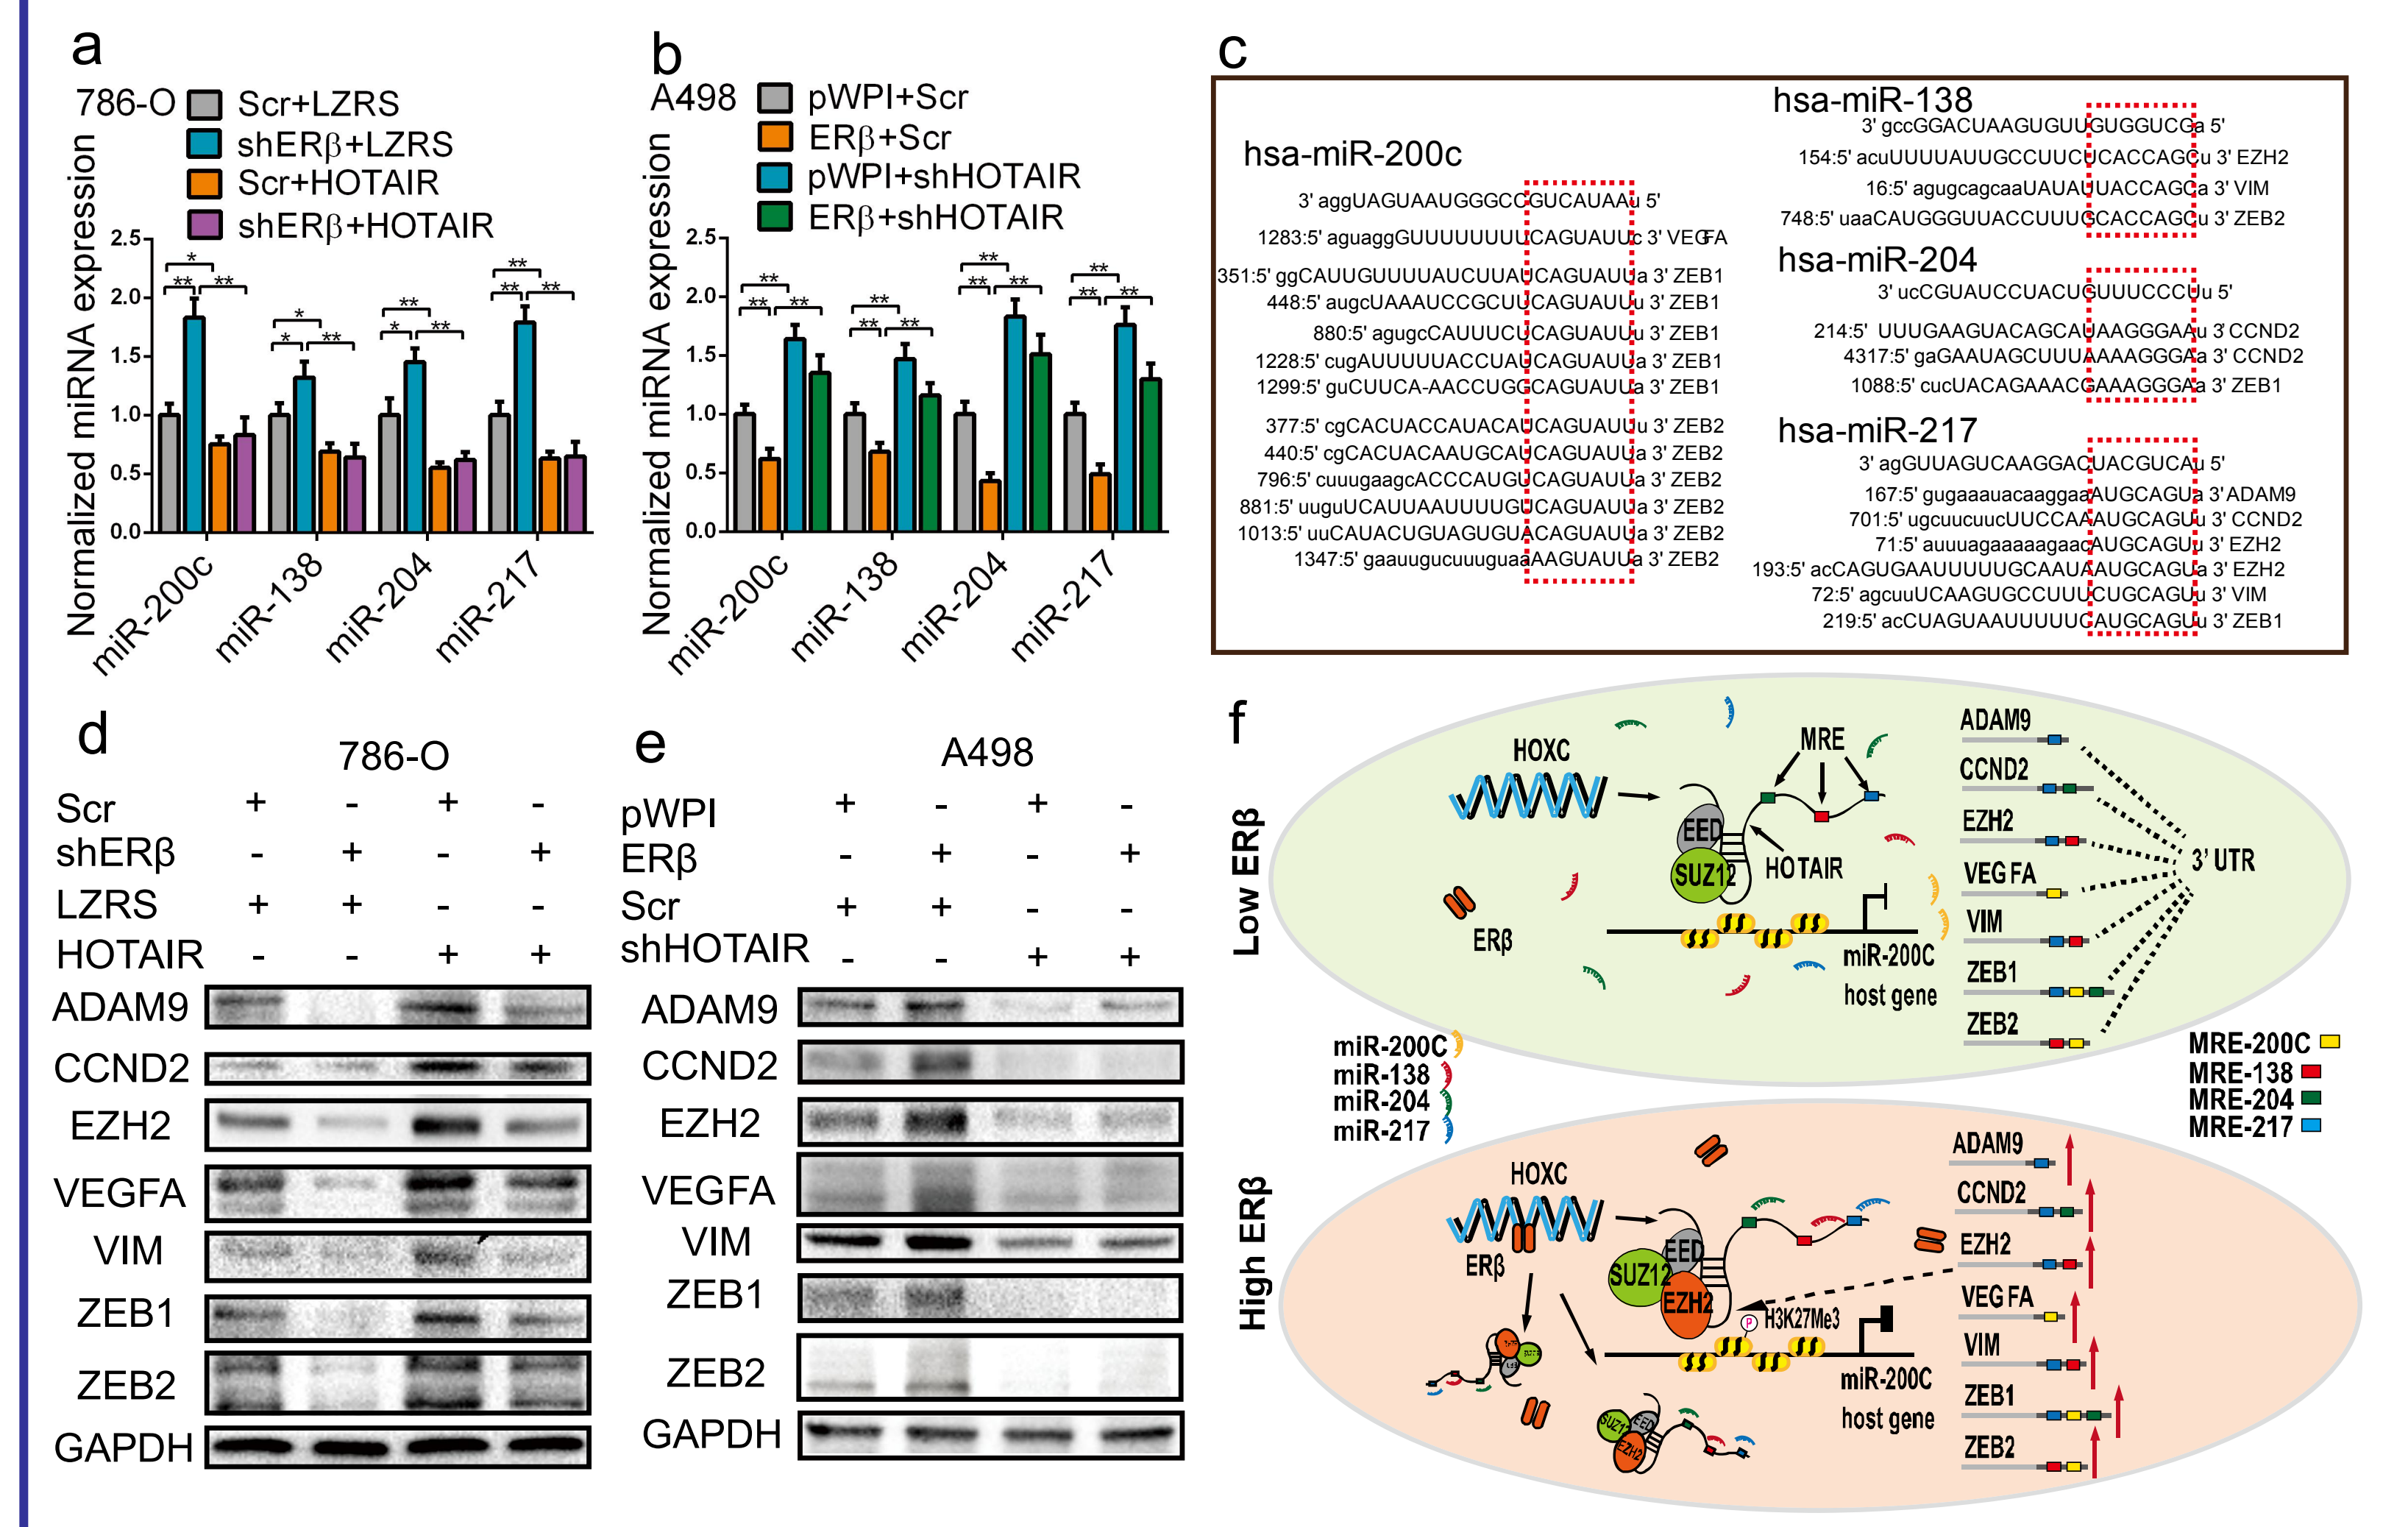 a
786-O
Scr+LZRS
shERβ+LZRS
Scr+HOTAIR
shERβ+HOTAIR
Normalized miRNA expression
2.5
2.0
1.5
1.0
0.5
0.0
* ** **
* * **
** * **
** ** **
miR-200c
miR-138
miR-204
miR-217
b
A498
pWPI+Scr
ERβ+Scr
pWPI+shHOTAIR
ERβ+shHOTAIR
Normalized miRNA expression
2.5
2.0
1.5
1.0
0.5
0.0
** ** **
** ** **
** ** **
** ** **
miR-200c
miR-138
miR-204
miR-217
c
hsa-miR-200c
3' aggUAGUAAUGGGCCGUCAUAAu 5'
1283:5' aguaggGUUUUUUUUCAGUAUUc 3' VEGFA
351:5' ggCAUUGUUUUAUCUUAUCAGUAUUa 3' ZEB1
448:5' augcUAAAUCCGCUUCAGUAUUu 3' ZEB1
880:5' agugcCAUUUCUCAGUAUUu 3' ZEB1
1228:5' cugAUUUUUACCUAUCAGUAUUa 3' ZEB1
1299:5' guCUUCA-AACCUGGCAGUAUUa 3' ZEB1
377:5' cgCACUACCAUACAUCAGUAUUu 3' ZEB2
440:5' cgCACUACAAUGCAUCAGUAUUa 3' ZEB2
796:5' cuuugaagcACCCAUGUCAGUAUUa 3' ZEB2
881:5' uuguUCAUUAAUUUUGUCAGUAUUa 3' ZEB2
1013:5' uuCAUACUGUAGUGUACAGUAUUa 3' ZEB2
1347:5' gaauugucuuuguaaAAGUAUUa 3' ZEB2
hsa-miR-138
3' gccGGACUAAGUGUUGUGGUCGa 5'
154:5' acuUUUUAUUGCCUUCUCACCAGCu 3' EZH2
16:5' agugcagcaaUAUAUUACCAGCa 3' VIM
748:5' uaaCAUGGGUUACCUUUGCACCAGCu 3' ZEB2
hsa-miR-204
3' ucCGUAUCCUACUGUUUCCCUu 5'
214:5' UUUGAAGUACAGCAUAAGGGAAu 3' CCND2
4317:5' gaGAAUAGCUUUAAAAGGGAa 3' CCND2
1088:5' cucUACAGAAACGAAAGGGAa 3' ZEB1
hsa-miR-217
3' agGUUAGUCAAGGACUACGUCAu 5'
167:5' gugaaauacaaggaaAUGCAGUa 3' ADAM9
701:5' ugcuucuucUUCCAAAUGCAGUu 3' CCND2
71:5' auuuagaaaaagaacAUGCAGUu 3' EZH2
193:5' acCAGUGAAUUUUUGCAAUAAUGCAGUa 3' EZH2
72:5' agcuuUCAAGUGCCUUUCUGCAGUu 3' VIM
219:5' acCUAGUAAUUUUUCAUGCAGUu 3' ZEB1
d
786-O
Scr + - + -
shERβ - + - +
LZRS + + - -
HOTAIR - - + +
ADAM9
CCND2
EZH2
VEGFA
VIM
ZEB1
ZEB2
GAPDH
e
A498
pWPI + - + -
ERβ - + - +
Scr + + - -
shHOTAIR - - + +
ADAM9
CCND2
EZH2
VEGFA
VIM
ZEB1
ZEB2
GAPDH
f
Low ERβ
HOXC
MRE
EED
SUZ12
HOTAIR
ERβ
miR-200C
host gene
ADAM9
CCND2
EZH2
VEGFA
VIM
ZEB1
ZEB2
3' UTR
miR-200C
miR-138
miR-204
miR-217
MRE-200C
MRE-138
MRE-204
MRE-217
High ERβ
HOXC
ERβ
EED
SUZ12
EZH2
P
H3K27Me3
miR-200C
host gene
SUZ12
EED
EZH2
ADAM9
CCND2
EZH2
VEGFA
VIM
ZEB1
ZEB2